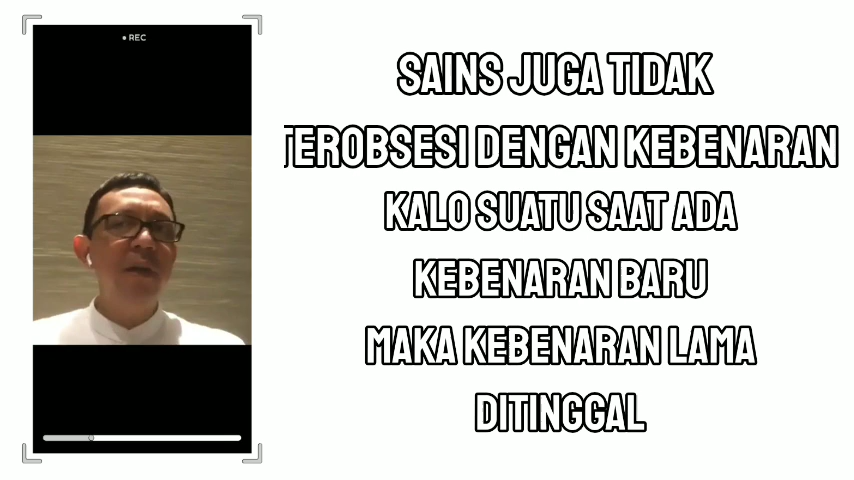 REC
SAINS JUGA TIDAK
TEROBSESI DENGAN KEBENARAN
KALO SUATU SAAT ADA
KEBENARAN BARU
MAKA KEBENARAN LAMA
DITINGGAL